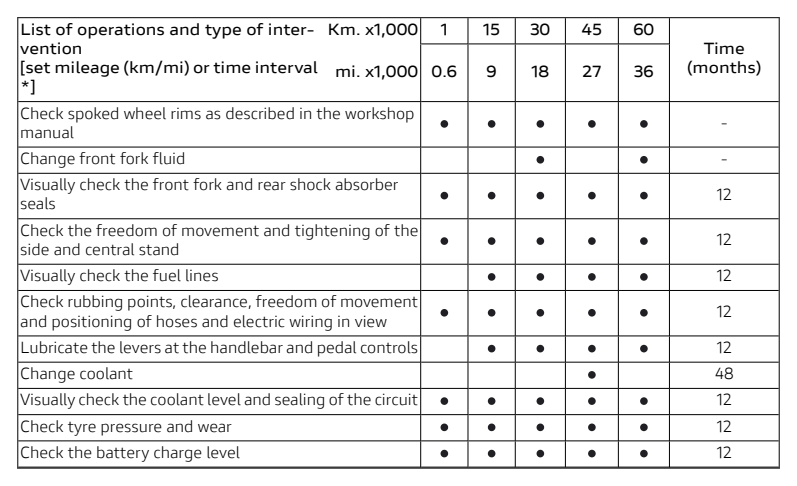 List of operations and type of inter- Km. x1,000 1 15 30 45 60 Time
vention
[set mileage (km/mi) or time interval mi. x1,000 0.6 9 18 27 36 (months)
*]
Check spoked wheel rims as described in the workshop
manual ● ● ● ● ● -
Change front fork fluid ● ● -
Visually check the front fork and rear shock absorber
seals ● ● ● ● ● 12
Check the freedom of movement and tightening of the
side and central stand ● ● ● ● ● 12
Visually check the fuel lines ● ● ● ● 12
Check rubbing points, clearance, freedom of movement
and positioning of hoses and electric wiring in view ● ● ● ● ● 12
Lubricate the levers at the handlebar and pedal controls ● ● ● ● 12
Change coolant ● 48
Visually check the coolant level and sealing of the circuit ● ● ● ● ● 12
Check tyre pressure and wear ● ● ● ● ● 12
Check the battery charge level ● ● ● ● ● 12